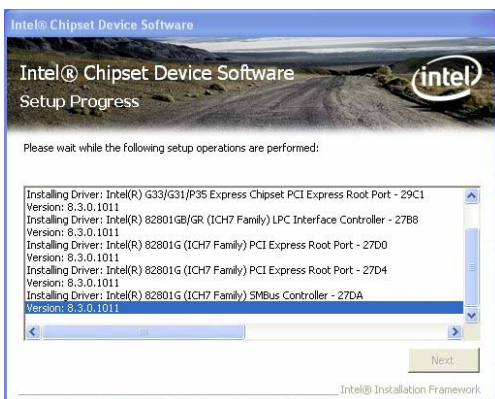 Intel® Chipset Device Software
Intel® Chipset Device Software
Setup Progress
intel
Please wait while the following setup operations are performed:
Installing Driver: Intel(R) G33/G31/P35 Express Chipset PCI Express Root Port - 29C1
Version: 8.3.0.1011
Installing Driver: Intel(R) 82801GB/GR (ICH7 Family) LPC Interface Controller - 27B8
Version: 8.3.0.1011
Installing Driver: Intel(R) 82801G (ICH7 Family) PCI Express Root Port - 27D0
Version: 8.3.0.1011
Installing Driver: Intel(R) 82801G (ICH7 Family) PCI Express Root Port - 27D4
Version: 8.3.0.1011
Installing Driver: Intel(R) 82801G (ICH7 Family) SMBus Controller - 27DA
Version: 8.3.0.1011
Next
Intel® Installation Framework